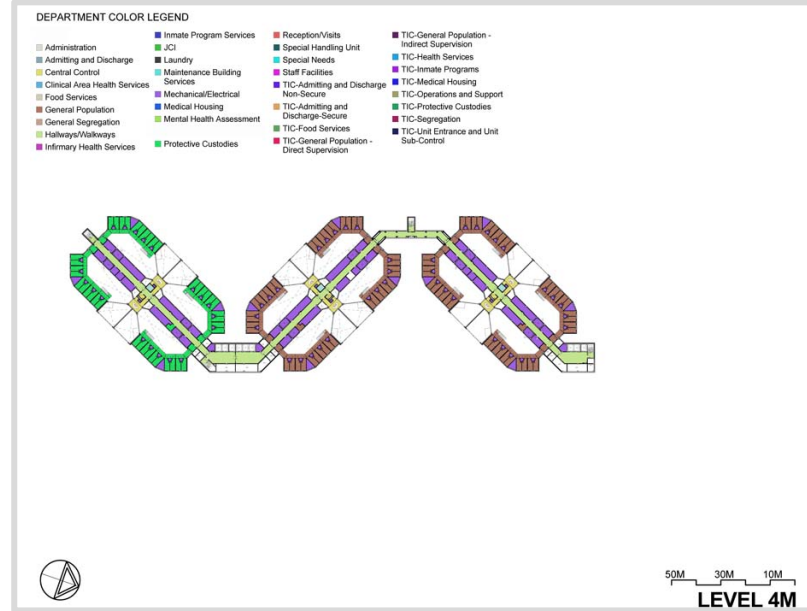 DEPARTMENT COLOR LEGEND
Administration
Admitting and Discharge
Central Control
Clinical Area Health Services
Food Services
General Population
General Segregation
Hallways/Walkways
Infirmary Health Services
Inmate Program Services
JCI
Laundry
Maintenance Building
Services
Mechanical/Electrical
Medical Housing
Mental Health Assessment
Protective Custodies
Reception/Visits
Special Handling Unit
Special Needs
Staff Facilities
TIC-Admitting and Discharge
Non-Secure
TIC-Admitting and
Discharge-Secure
TIC-Food Services
TIC-General Population -
Direct Supervision
TIC-General Population -
Indirect Supervision
TIC-Health Services
TIC-Inmate Programs
TIC-Medical Housing
TIC-Operations and Support
TIC-Protective Custodies
TIC-Segregation
TIC-Unit Entrance and Unit
Sub-Control
50M 30M 10M
LEVEL 4M